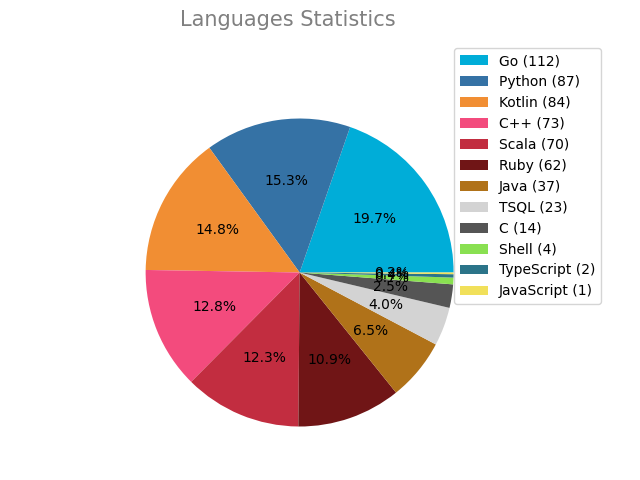 Languages Statistics
Go (112)
Python (87)
Kotlin (84)
C++ (73)
Scala (70)
Ruby (62)
Java (37)
TSQL (23)
C (14)
Shell (4)
TypeScript (2)
JavaScript (1)
19.7%
15.3%
14.8%
12.8%
12.3%
10.9%
6.5%
4.0%
2.5%